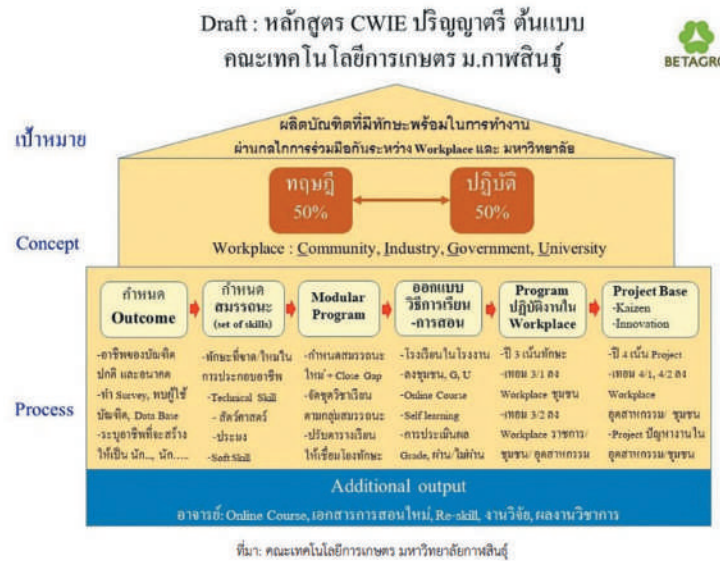 Draft : หลักสูตร CWIE ปริญญาตรี ต้นแบบ
คณะเทคโนโลยีการเกษตร ม.กาฬสินธุ์
BETAGRO
เป้าหมาย
ผลิตบัณฑิตที่มีทักษะพร้อมในการทำงาน
ผ่านกลไกการร่วมมือกันระหว่าง Workplace และ มหาวิทยาลัย
ทฤษฎี
50%
ปฏิบัติ
50%
Concept
Workplace : Community, Industry, Government, University
Process
กำหนด
Outcome
-อาชีพของบัณฑิต
ปกติ และอนาคต
-ทำ Survey, พบผู้ใช้
บัณฑิต, Data Base
-ระบุอาชีพที่จะสร้าง
ให้เป็น นัก.., นัก.....
กำหนด
สมรรถนะ
(set of skills)
-ทักษะที่ขาด/ใหม่ใน
การประกอบอาชีพ
-Technical Skill
- สัตว์ศาสตร์
- ประมง
-Soft Skill
Modular
Program
-กำหนดสมรรถนะ
ใหม่ + Close Gap
-จัดชุดวิชาเรียน
ตามกลุ่มสมรรถนะ
-ปรับตารางเรียน
ให้เชื่อมโยงทักษะ
ออกแบบ
วิธีการเรียน
-การสอน
-โรงเรียนในโรงงาน
-ลงชุมชน, G, U
-Online Course
-Self learning
-การประเมินผล
Grade, ผ่าน/ไม่ผ่าน
Program
ปฏิบัติงานใน
Workplace
-ปี 3 เน้นทักษะ
-เทอม 3/1 ลง
Workplace ชุมชน
-เทอม 3/2 ลง
Workplace ราชการ/
ชุมชน/ อุตสาหกรรม
Project Base
-Kaizen
-Innovation
-ปี 4 เน้น Project
-เทอม 4/1, 4/2 ลง
Workplace
อุตสาหกรรม/ ชุมชน
-Project ปัญหางานใน
อุตสาหกรรม/ชุมชน
Additional output
อาจารย์: Online Course, เอกสารการสอนใหม่, Re-skill, งานวิจัย, ผลงานวิชาการ
ที่มา: คณะเทคโนโลยีการเกษตร มหาวิทยาลัยกาฬสินธุ์